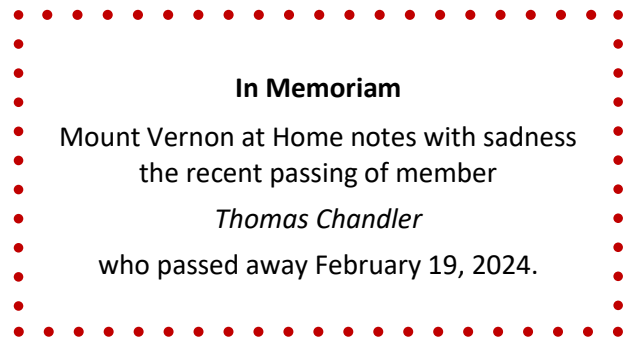 In Memoriam
Mount Vernon at Home notes with sadness
the recent passing of member
Thomas Chandler
who passed away February 19, 2024.